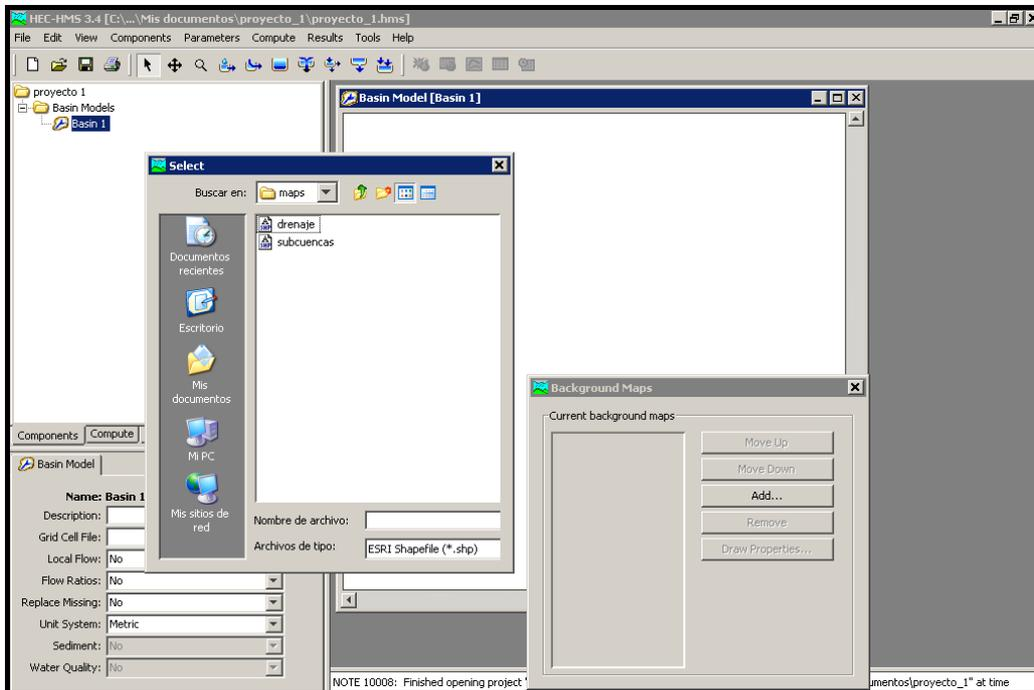 HEC-HMS 3.4 [C:\...\Mis documentos\proyecto_1\proyecto_1.hms]
File Edit View Components Parameters Compute Results Tools Help
proyecto 1
Basin Models
Basin 1
Basin Model [Basin 1]
Select
Buscar en: maps
drenaje
subcuencas
Documentos
recientes
Escritorio
Mis
documentos
Mi PC
Mis sitios de
red
Nombre de archivo:
Archivos de tipo: ESRI Shapefile (*.shp)
Background Maps
Current background maps
Move Up
Move Down
Add...
Remove
Draw Properties...
Components Compute
Basin Model
Name: Basin 1
Description:
Grid Cell File:
Local Flow: No
Flow Ratios: No
Replace Missing: No
Unit System: Metric
Sediment: No
Water Quality: No
NOTE 10008: Finished opening project "
umentos\proyecto_1" at time